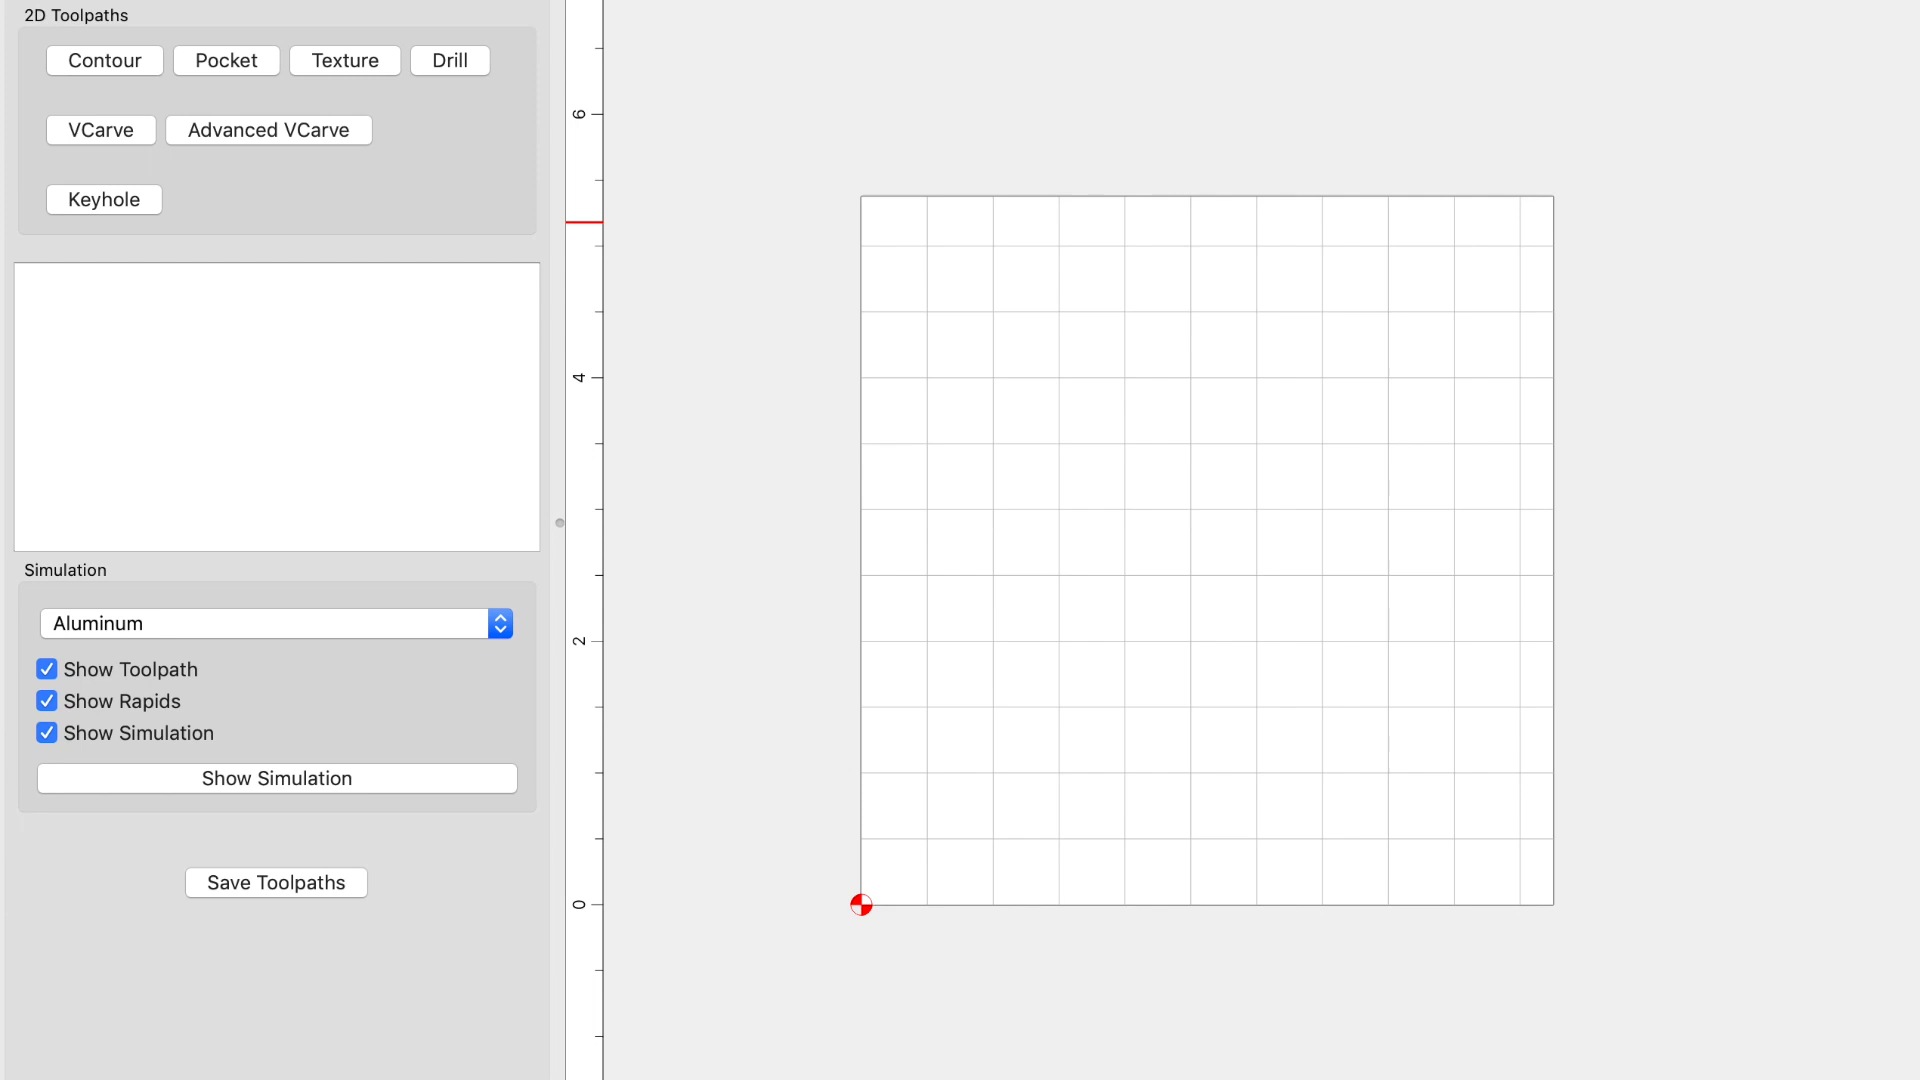 2D Toolpaths
Contour Pocket Texture Drill
VCarve Advanced VCarve
Keyhole
Simulation
Aluminum
Show Toolpath
Show Rapids
Show Simulation
Show Simulation
Save Toolpaths
6
4
2
0